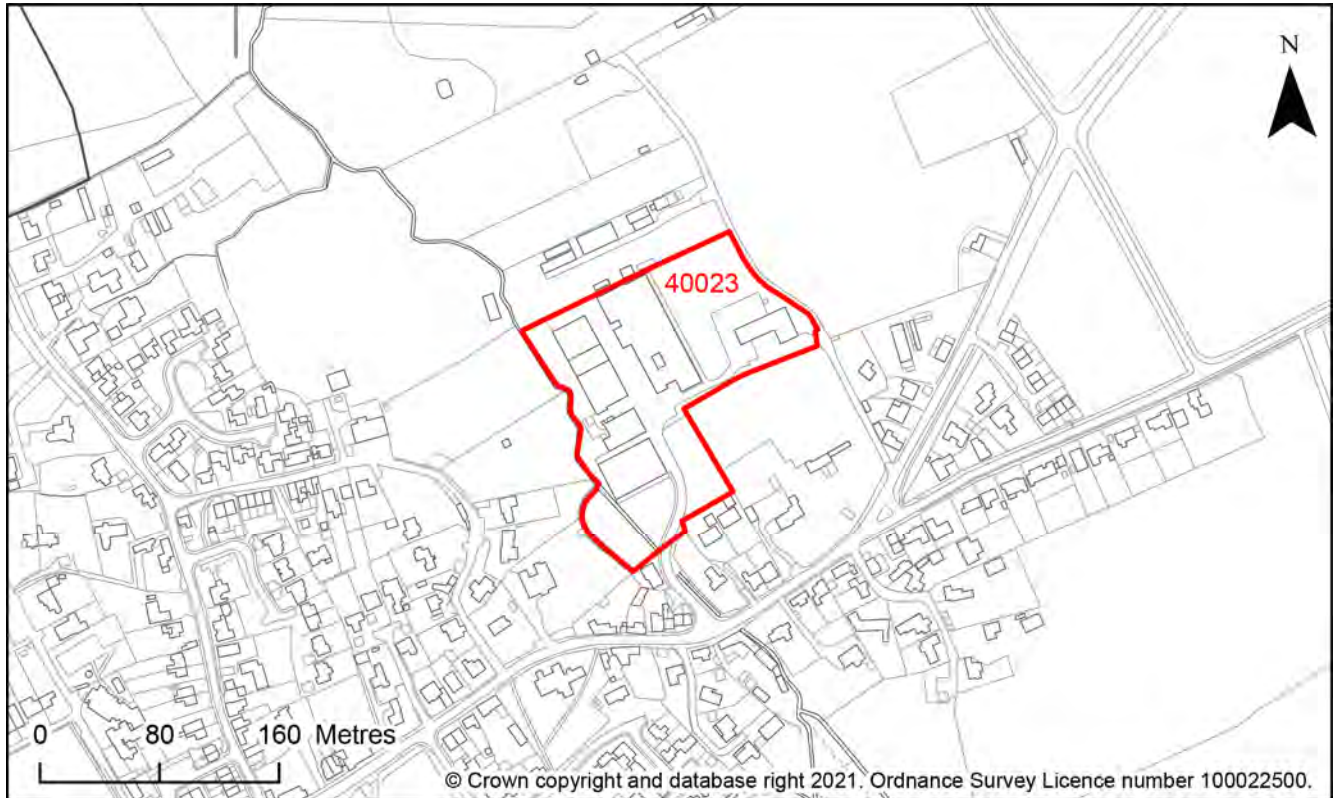 N
40023
0 80 160 Metres
© Crown copyright and database right 2021. Ordnance Survey Licence number 100022500.